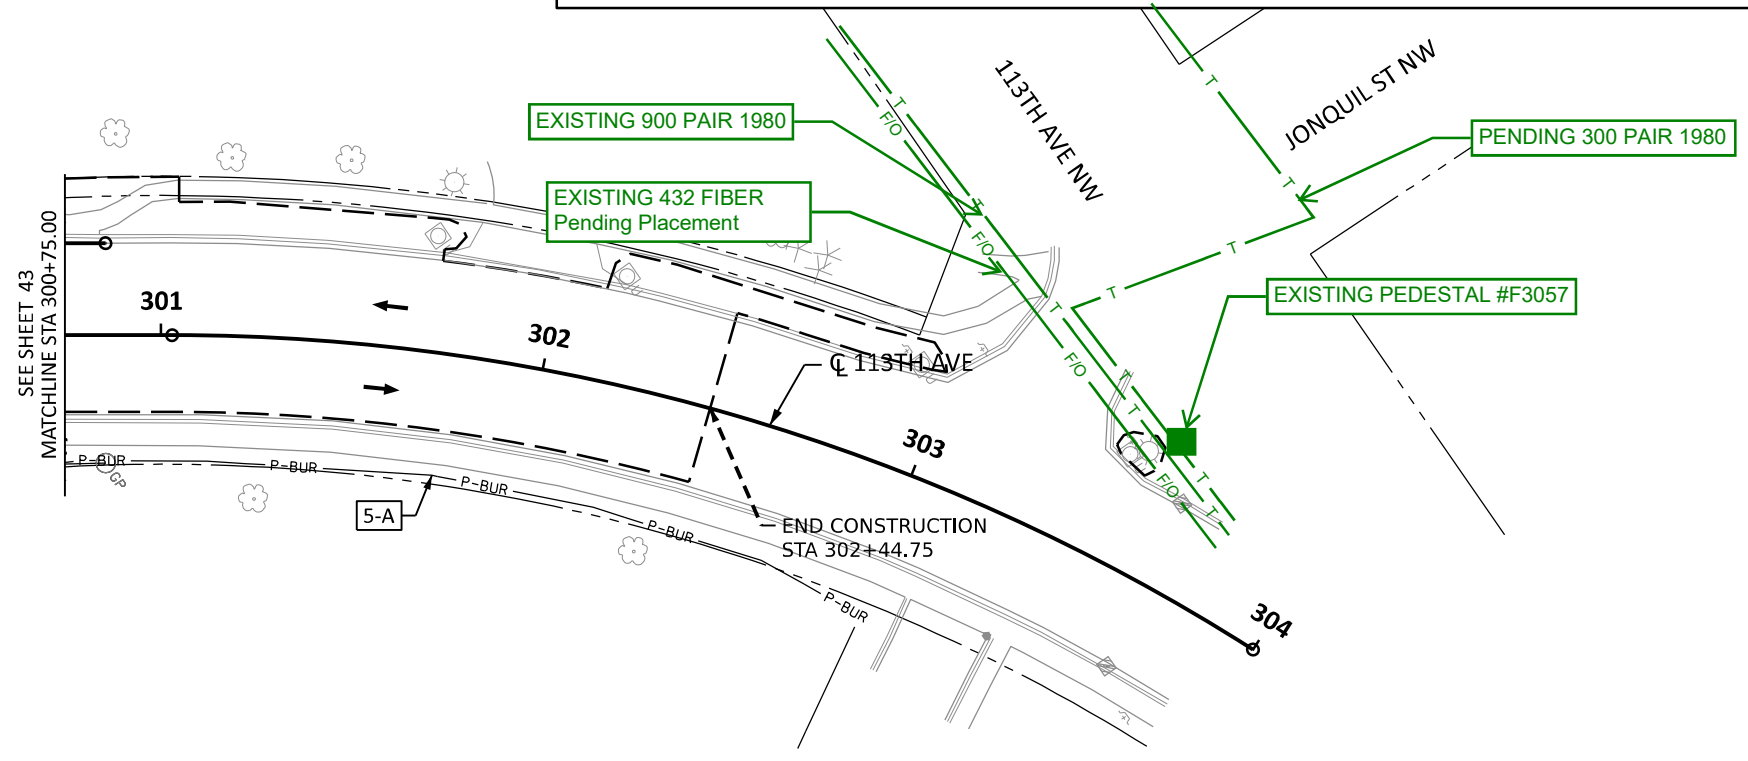 113TH AVE NW
JONQUIL ST NW
EXISTING 900 PAIR 1980
PENDING 300 PAIR 1980
T
F/O
T
T
EXISTING 432 FIBER
Pending Placement
T
F/O
T
SEE SHEET 43
MATCHLINE STA 300+75.00
301
302
EXISTING PEDESTAL #F3057
T
T
F/O
℄ 113TH AVE
T
T
303
P-BUR
P-BUR
P-BUR
P-BUR
P-BUR
GP
5-A
T
F/O
T
END CONSTRUCTION
STA 302+44.75
304